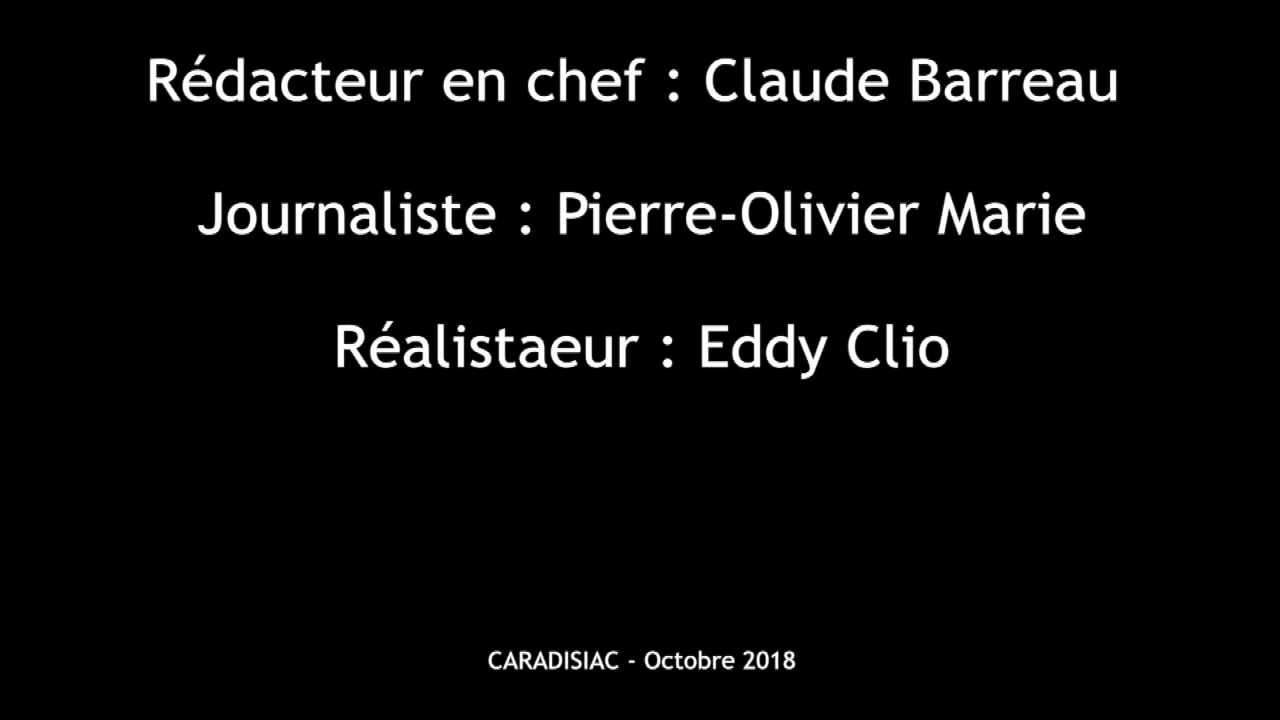 Rédacteur en chef : Claude Barreau
Journaliste : Pierre-Olivier Marie
Réalistaeur : Eddy Clio
CARADISIAC - Octobre 2018